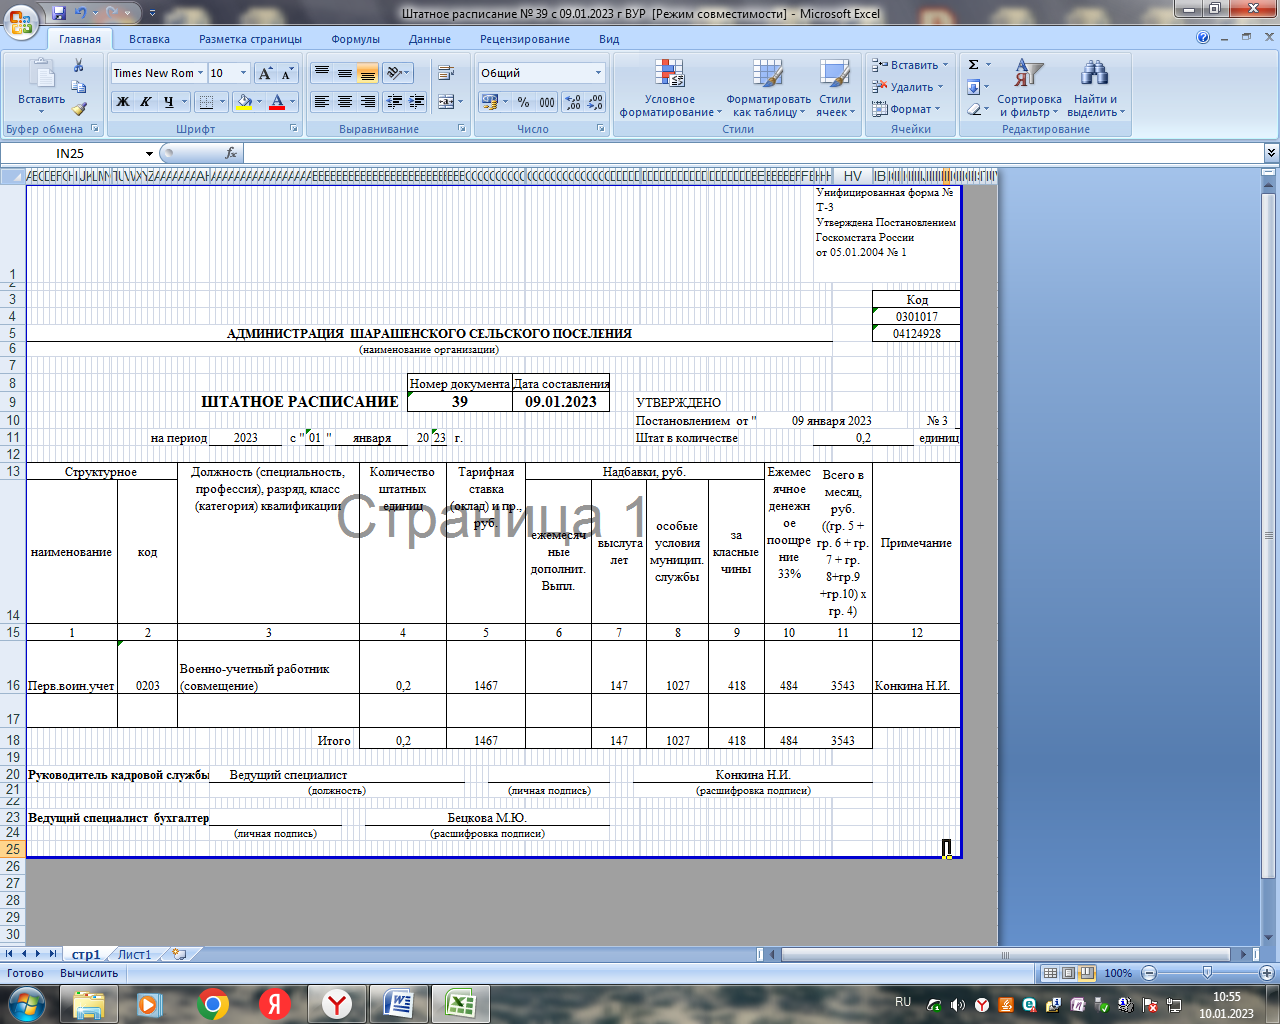 Штатное расписание № 39 с 09.01.2023 г ВУР  [Режим совместимости] - Microsoft Excel
Главная Вставка Разметка страницы Формулы Данные Рецензирование Вид
Вставить
Буфер обмена
Times New Rom 10
Ж К Ч
Шрифт
Выравнивание
Общий
% 000
Число
Условное форматирование
Форматировать как таблицу
Стили ячеек
Стили
Вставить
Удалить
Формат
Ячейки
Сортировка и фильтр
Найти и выделить
Редактирование
IN25
Унифицированная форма №
Т-3
Утверждена Постановлением
Госкомстата России
от 05.01.2004 № 1
Код
0301017
АДМИНИСТРАЦИЯ ШАРАШЕНСКОГО СЕЛЬСКОГО ПОСЕЛЕНИЯ 04124928
(наименование организации)
Номер документа Дата составления
ШТАТНОЕ РАСПИСАНИЕ 39 09.01.2023 УТВЕРЖДЕНО
Постановлением от " 09 января 2023 № 3
на период 2023 с " 01 " января 20 23 г. Штат в количестве 0,2 единиц
Структурное
наименование
код
Должность (специальность,
профессия), разряд, класс
(категория) квалификации
Количество
штатных
единиц
Тарифная
ставка
(оклад) и пр.,
руб.
Надбавки, руб.
ежемесяч
ные
дополнит.
Выпл.
выслуга
лет
особые
условия
муницип.
службы
за
класные
чины
Ежемес
ячное
денежн
ое
поощре
ние
33%
Всего в
месяц,
руб.
((гр. 5 +
гр. 6 + гр.
7 + гр.
8+гр.9
+гр.10) х
гр. 4)
Примечание
Страница 1
1 2 3 4 5 6 7 8 9 10 11 12
Перв.воин.учет 0203 Военно-учетный работник
(совмещение) 0,2 1467 147 1027 418 484 3543 Конкина Н.И.
Итого 0,2 1467 147 1027 418 484 3543
Руководитель кадровой службы Ведущий специалист Конкина Н.И.
(должность) (личная подпись) (расшифровка подписи)
Ведущий специалист бухгалтер Бецкова М.Ю.
(личная подпись) (расшифровка подписи)
стр1 Лист1
Готово Вычислить 100%
RU 10:55
10.01.2023